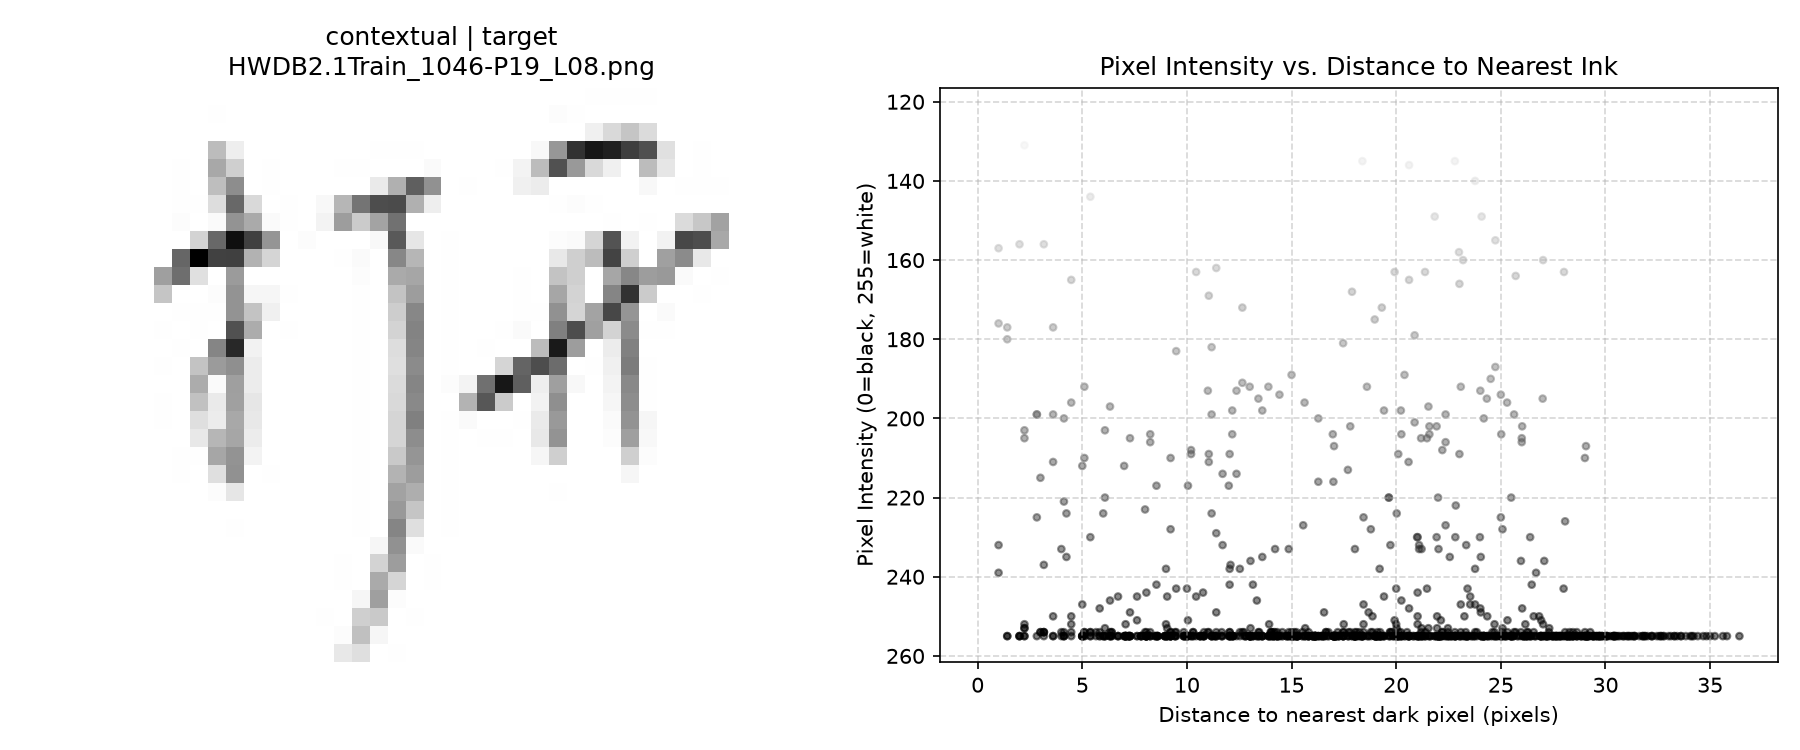 contextual | target
HWDB2.1Train_1046-P19_L08.png
打开
Pixel Intensity vs. Distance to Nearest Ink
Pixel Intensity (0=black, 255=white)
120
140
160
180
200
220
240
260
0 5 10 15 20 25 30 35
Distance to nearest dark pixel (pixels)